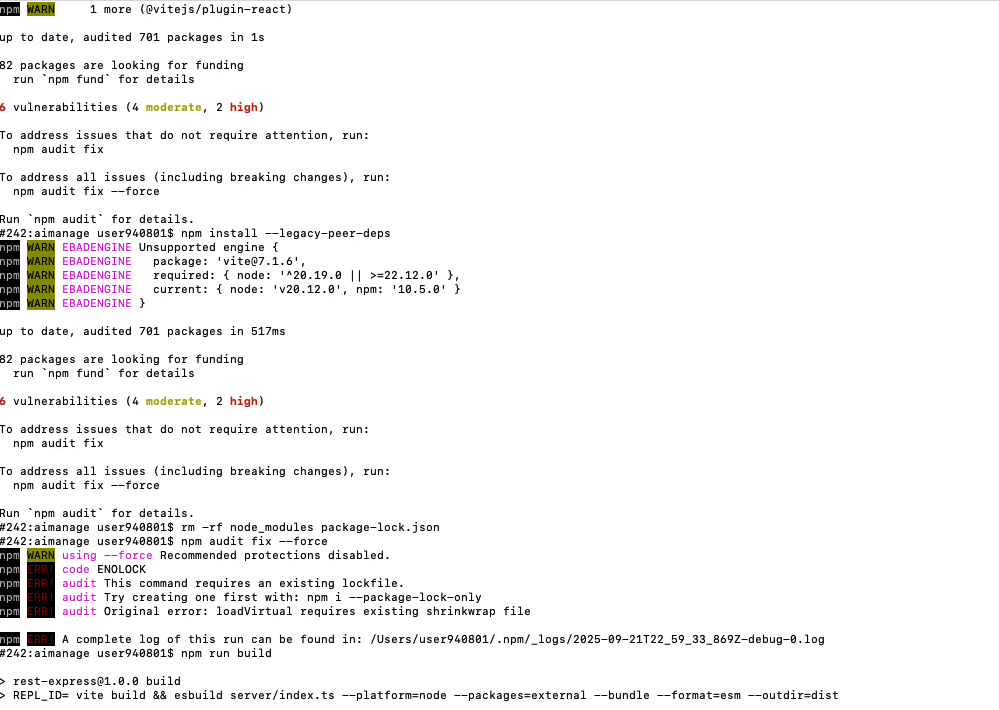 npm WARN     1 more (@vitejs/plugin-react)
up to date, audited 701 packages in 1s
82 packages are looking for funding
  run `npm fund` for details
6 vulnerabilities (4 moderate, 2 high)
To address issues that do not require attention, run:
  npm audit fix
To address all issues (including breaking changes), run:
  npm audit fix --force
Run `npm audit` for details.
#242:aimanage user940801$ npm install --legacy-peer-deps
npm WARN EBADENGINE Unsupported engine {
npm WARN EBADENGINE   package: 'vite@7.1.6',
npm WARN EBADENGINE   required: { node: '^20.19.0 || >=22.12.0' },
npm WARN EBADENGINE   current: { node: 'v20.12.0', npm: '10.5.0' }
npm WARN EBADENGINE }
up to date, audited 701 packages in 517ms
82 packages are looking for funding
  run `npm fund` for details
6 vulnerabilities (4 moderate, 2 high)
To address issues that do not require attention, run:
  npm audit fix
To address all issues (including breaking changes), run:
  npm audit fix --force
Run `npm audit` for details.
#242:aimanage user940801$ rm -rf node_modules package-lock.json
#242:aimanage user940801$ npm audit fix --force
npm WARN using --force Recommended protections disabled.
npm ERR! code ENOLOCK
npm ERR! audit This command requires an existing lockfile.
npm ERR! audit Try creating one first with: npm i --package-lock-only
npm ERR! audit Original error: loadVirtual requires existing shrinkwrap file
npm ERR! A complete log of this run can be found in: /Users/user940801/.npm/_logs/2025-09-21T22_59_33_869Z-debug-0.log
#242:aimanage user940801$ npm run build
> rest-express@1.0.0 build
> REPL_ID= vite build && esbuild server/index.ts --platform=node --packages=external --bundle --format=esm --outdir=dist